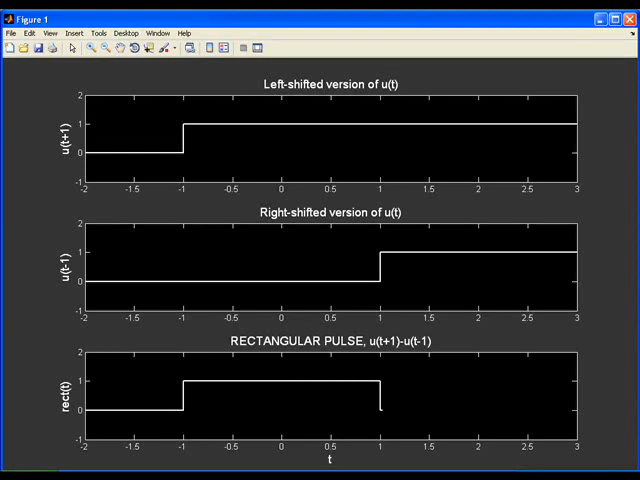 Figure 1
File Edit View Insert Tools Desktop Window Help
Left-shifted version of u(t)
u(t+1)
2
1
0
-1
-2 -1.5 -1 -0.5 0 0.5 1 1.5 2 2.5 3
Right-shifted version of u(t)
u(t-1)
2
1
0
-1
-2 -1.5 -1 -0.5 0 0.5 1 1.5 2 2.5 3
RECTANGULAR PULSE, u(t+1)-u(t-1)
rect(t)
2
1
0
-1
-2 -1.5 -1 -0.5 0 0.5 1 1.5 2 2.5 3
t